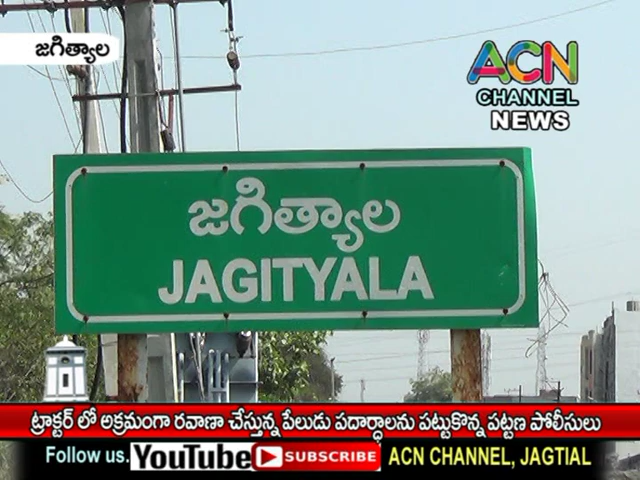 జగిత్యాల
ACN
CHANNEL
NEWS
జగిత్యాల
JAGITYALA
ట్రాక్టర్ లో అక్రమంగా రవాణా చేస్తున్న పేలుడు పదార్ధాలను పట్టుకొన్న పట్టణ పోలీసులు
Follow us. YouTube SUBSCRIBE ACN CHANNEL, JAGTIAL